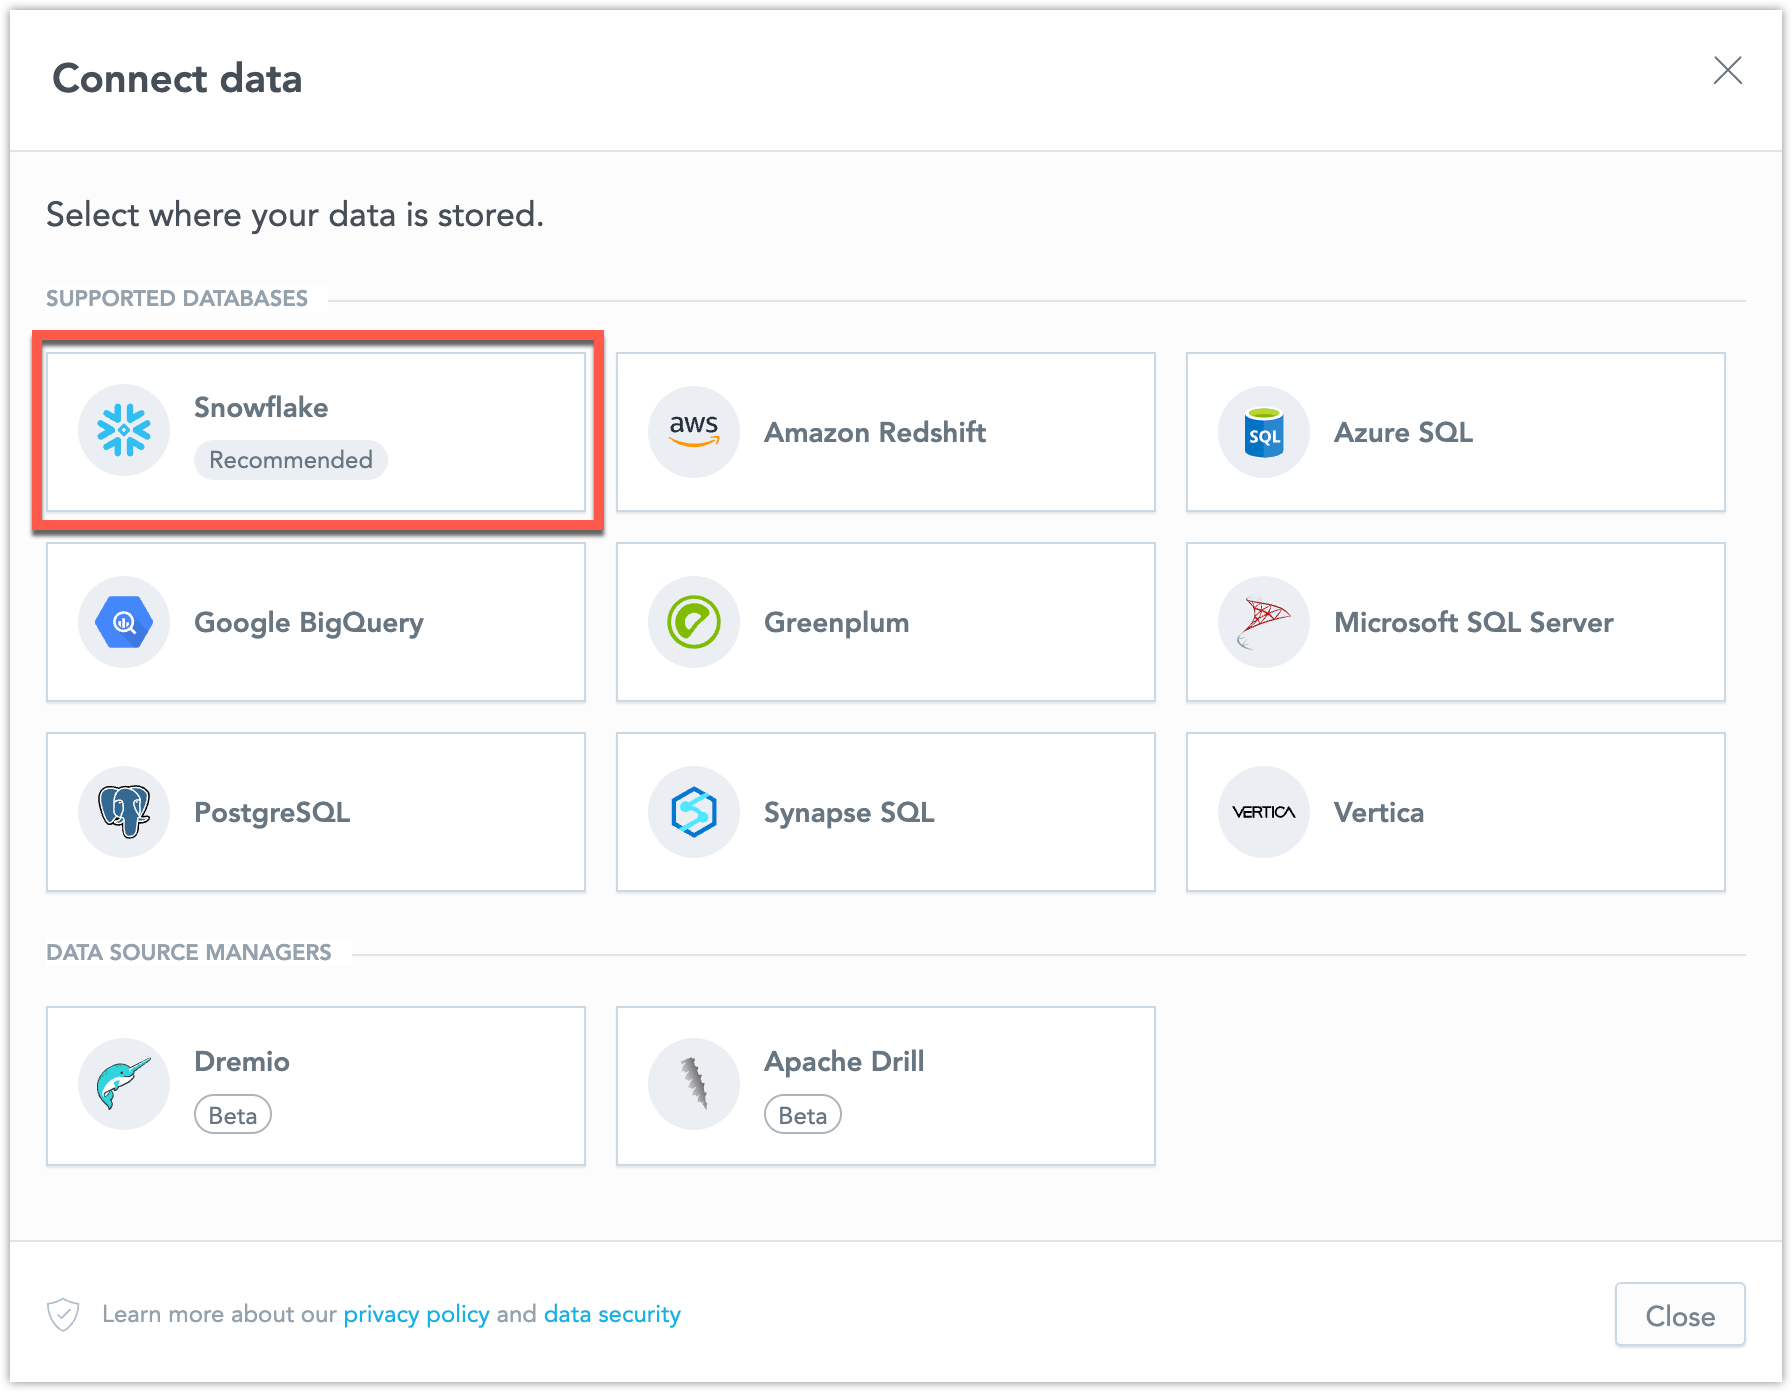 Connect data
Select where your data is stored.
SUPPORTED DATABASES
Snowflake
Recommended
aws
Amazon Redshift
SQL
Azure SQL
Google BigQuery
Greenplum
Microsoft SQL Server
PostgreSQL
Synapse SQL
VERTICA
Vertica
DATA SOURCE MANAGERS
Dremio
Beta
Apache Drill
Beta
Learn more about our privacy policy and data security
Close